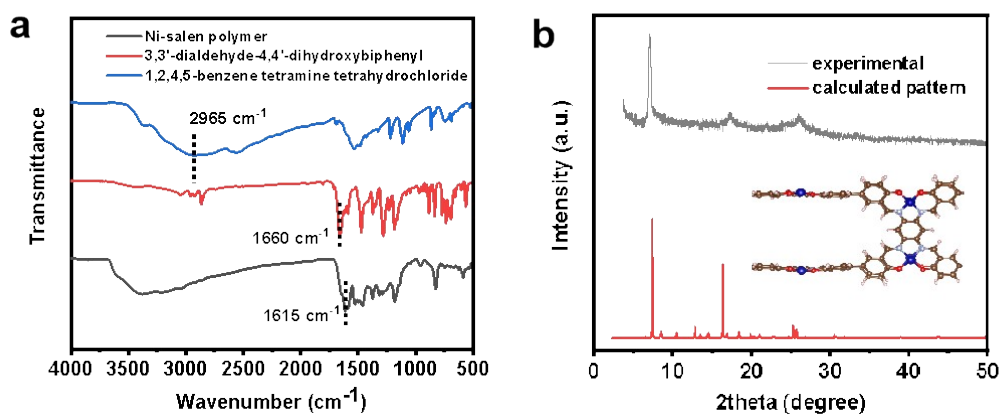 a
Ni-salen polymer
3,3'-dialdehyde-4,4'-dihydroxybiphenyl
1,2,4,5-benzene tetramine tetrahydrochloride
2965 cm⁻¹
1660 cm⁻¹
1615 cm⁻¹
Transmittance
4000 3500 3000 2500 2000 1500 1000 500
Wavenumber (cm⁻¹)
b
experimental
calculated pattern
Intensity (a.u.)
0 10 20 30 40 50
2theta (degree)